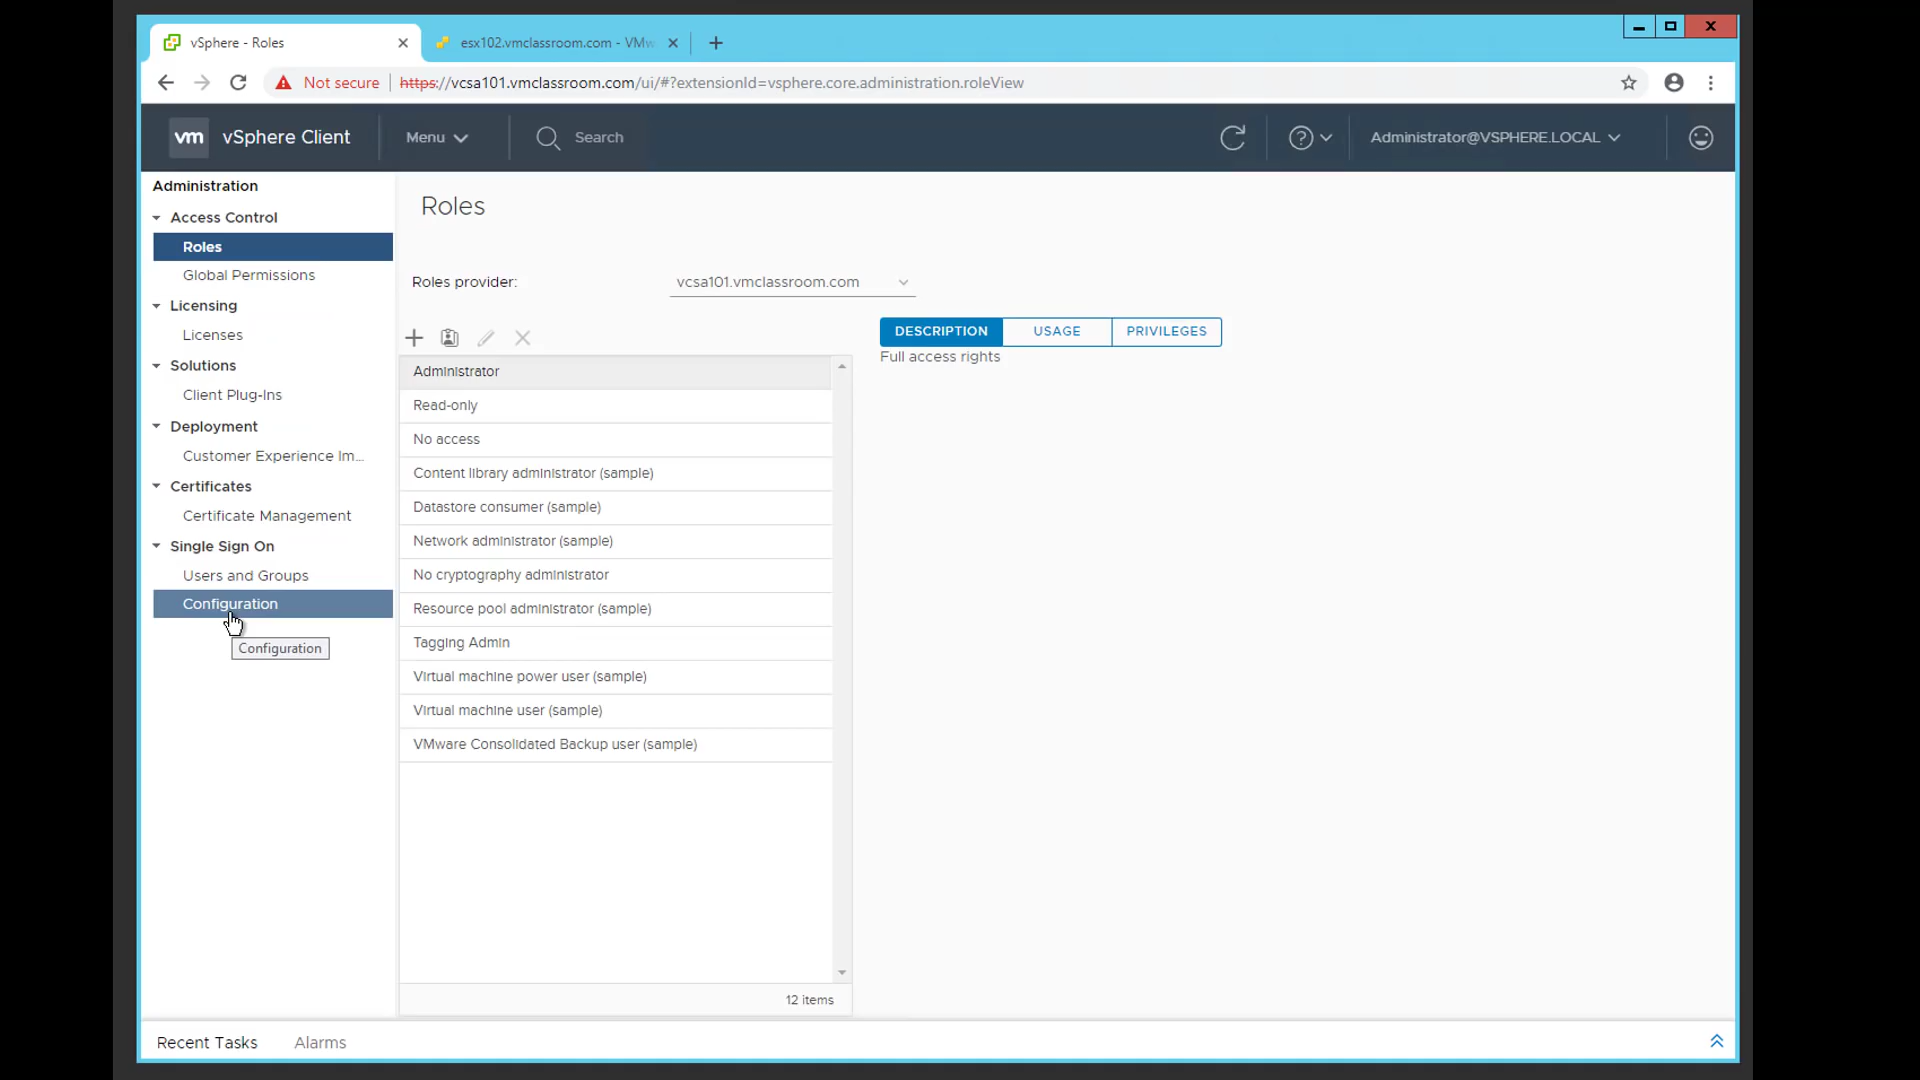 vSphere - Roles
esx102.vmclassroom.com - VMw
Not secure
https://vcsa101.vmclassroom.com/ui/#?extensionId=vsphere.core.administration.roleView
vm
vSphere Client
Menu
Search
Administrator@VSPHERE.LOCAL
Administration
Access Control
Roles
Global Permissions
Licensing
Licenses
Solutions
Client Plug-Ins
Deployment
Customer Experience Im...
Certificates
Certificate Management
Single Sign On
Users and Groups
Configuration
Configuration
Roles
Roles provider:
vcsa101.vmclassroom.com
Administrator
Read-only
No access
Content library administrator (sample)
Datastore consumer (sample)
Network administrator (sample)
No cryptography administrator
Resource pool administrator (sample)
Tagging Admin
Virtual machine power user (sample)
Virtual machine user (sample)
VMware Consolidated Backup user (sample)
12 items
DESCRIPTION
USAGE
PRIVILEGES
Full access rights
Recent Tasks
Alarms